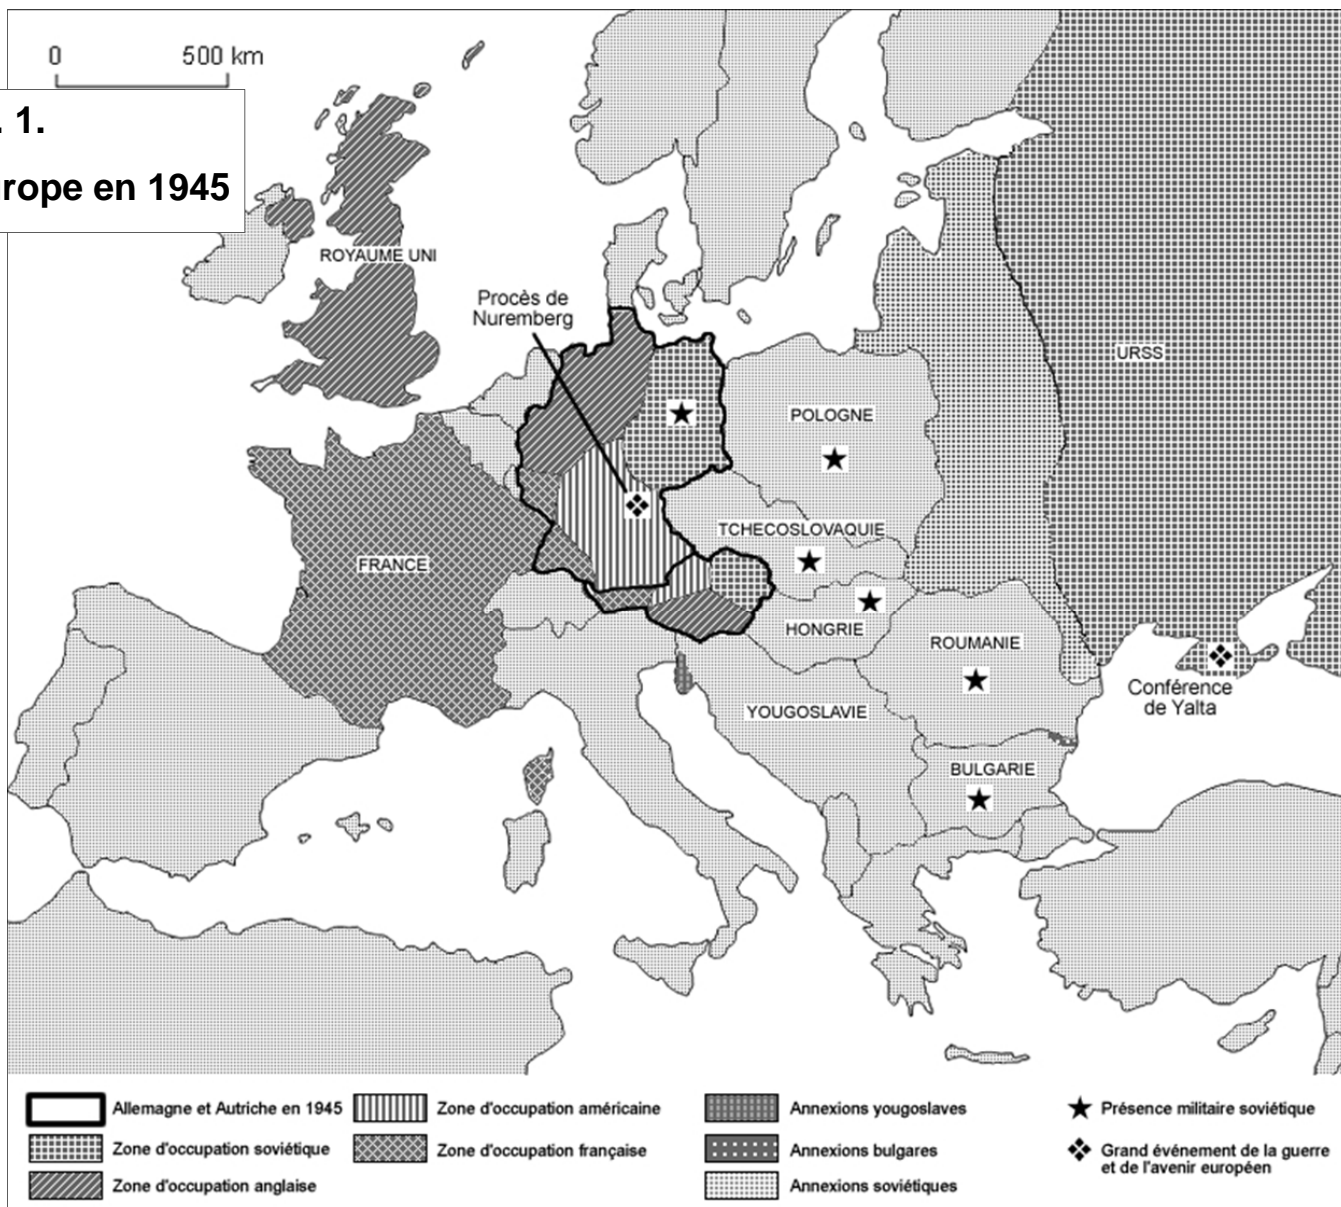 0 500 km
. 1.
rope en 1945
ROYAUME UNI
Procès de
Nuremberg
URSS
POLOGNE
TCHECOSLOVAQUIE
FRANCE
HONGRIE
ROUMANIE
Conférence
de Yalta
YOUGOSLAVIE
BULGARIE
Allemagne et Autriche en 1945
Zone d'occupation soviétique
Zone d'occupation anglaise
Zone d'occupation américaine
Zone d'occupation française
Annexions yougoslaves
Annexions bulgares
Annexions soviétiques
Présence militaire soviétique
Grand événement de la guerre
et de l'avenir européen